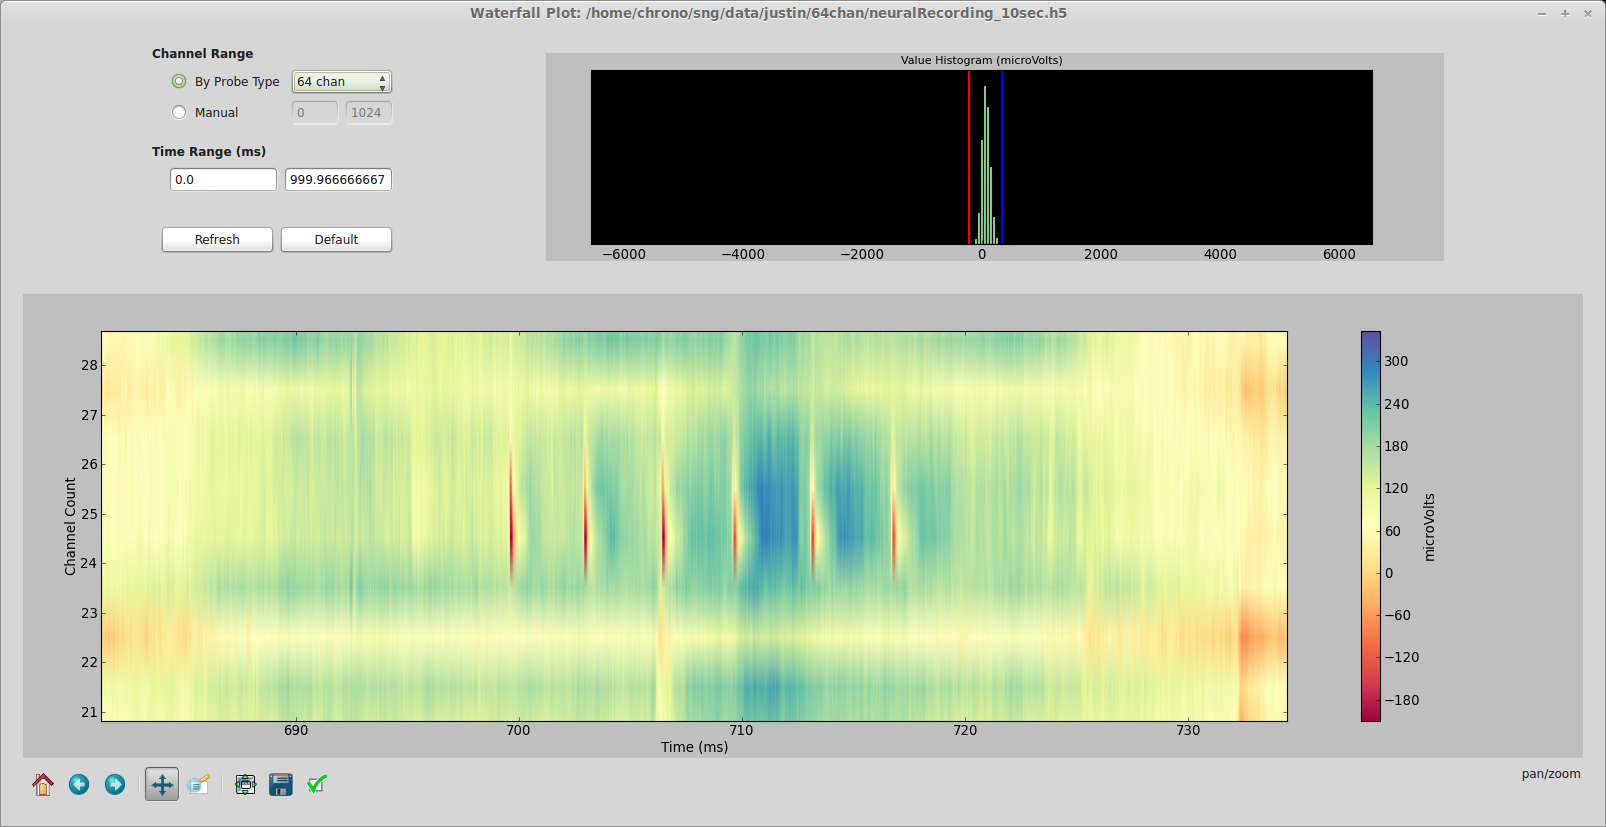 Waterfall Plot: /home/chrono/sng/data/justin/64chan/neuralRecording_10sec.h5
Channel Range
By Probe Type 64 chan
Manual 0 1024
Time Range (ms)
0.0 999.966666667
Refresh Default
Value Histogram (microVolts)
−6000 −4000 −2000 0 2000 4000 6000
28
27
26
25
24
23
22
21
Channel Count
690 700 710 720 730
Time (ms)
300
240
180
120
60
0
−60
−120
−180
microVolts
pan/zoom